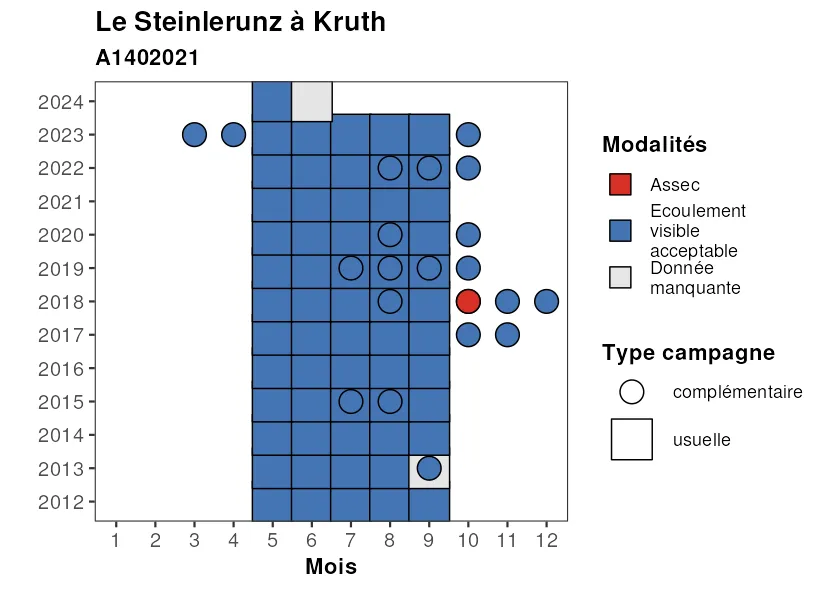 Le Steinlerunz à Kruth
A1402021
2024
2023
2022
2021
2020
2019
2018
2017
2016
2015
2014
2013
2012
1 2 3 4 5 6 7 8 9 10 11 12
Mois
Modalités
Assec
Ecoulement
visible
acceptable
Donnée
manquante
Type campagne
complémentaire
usuelle